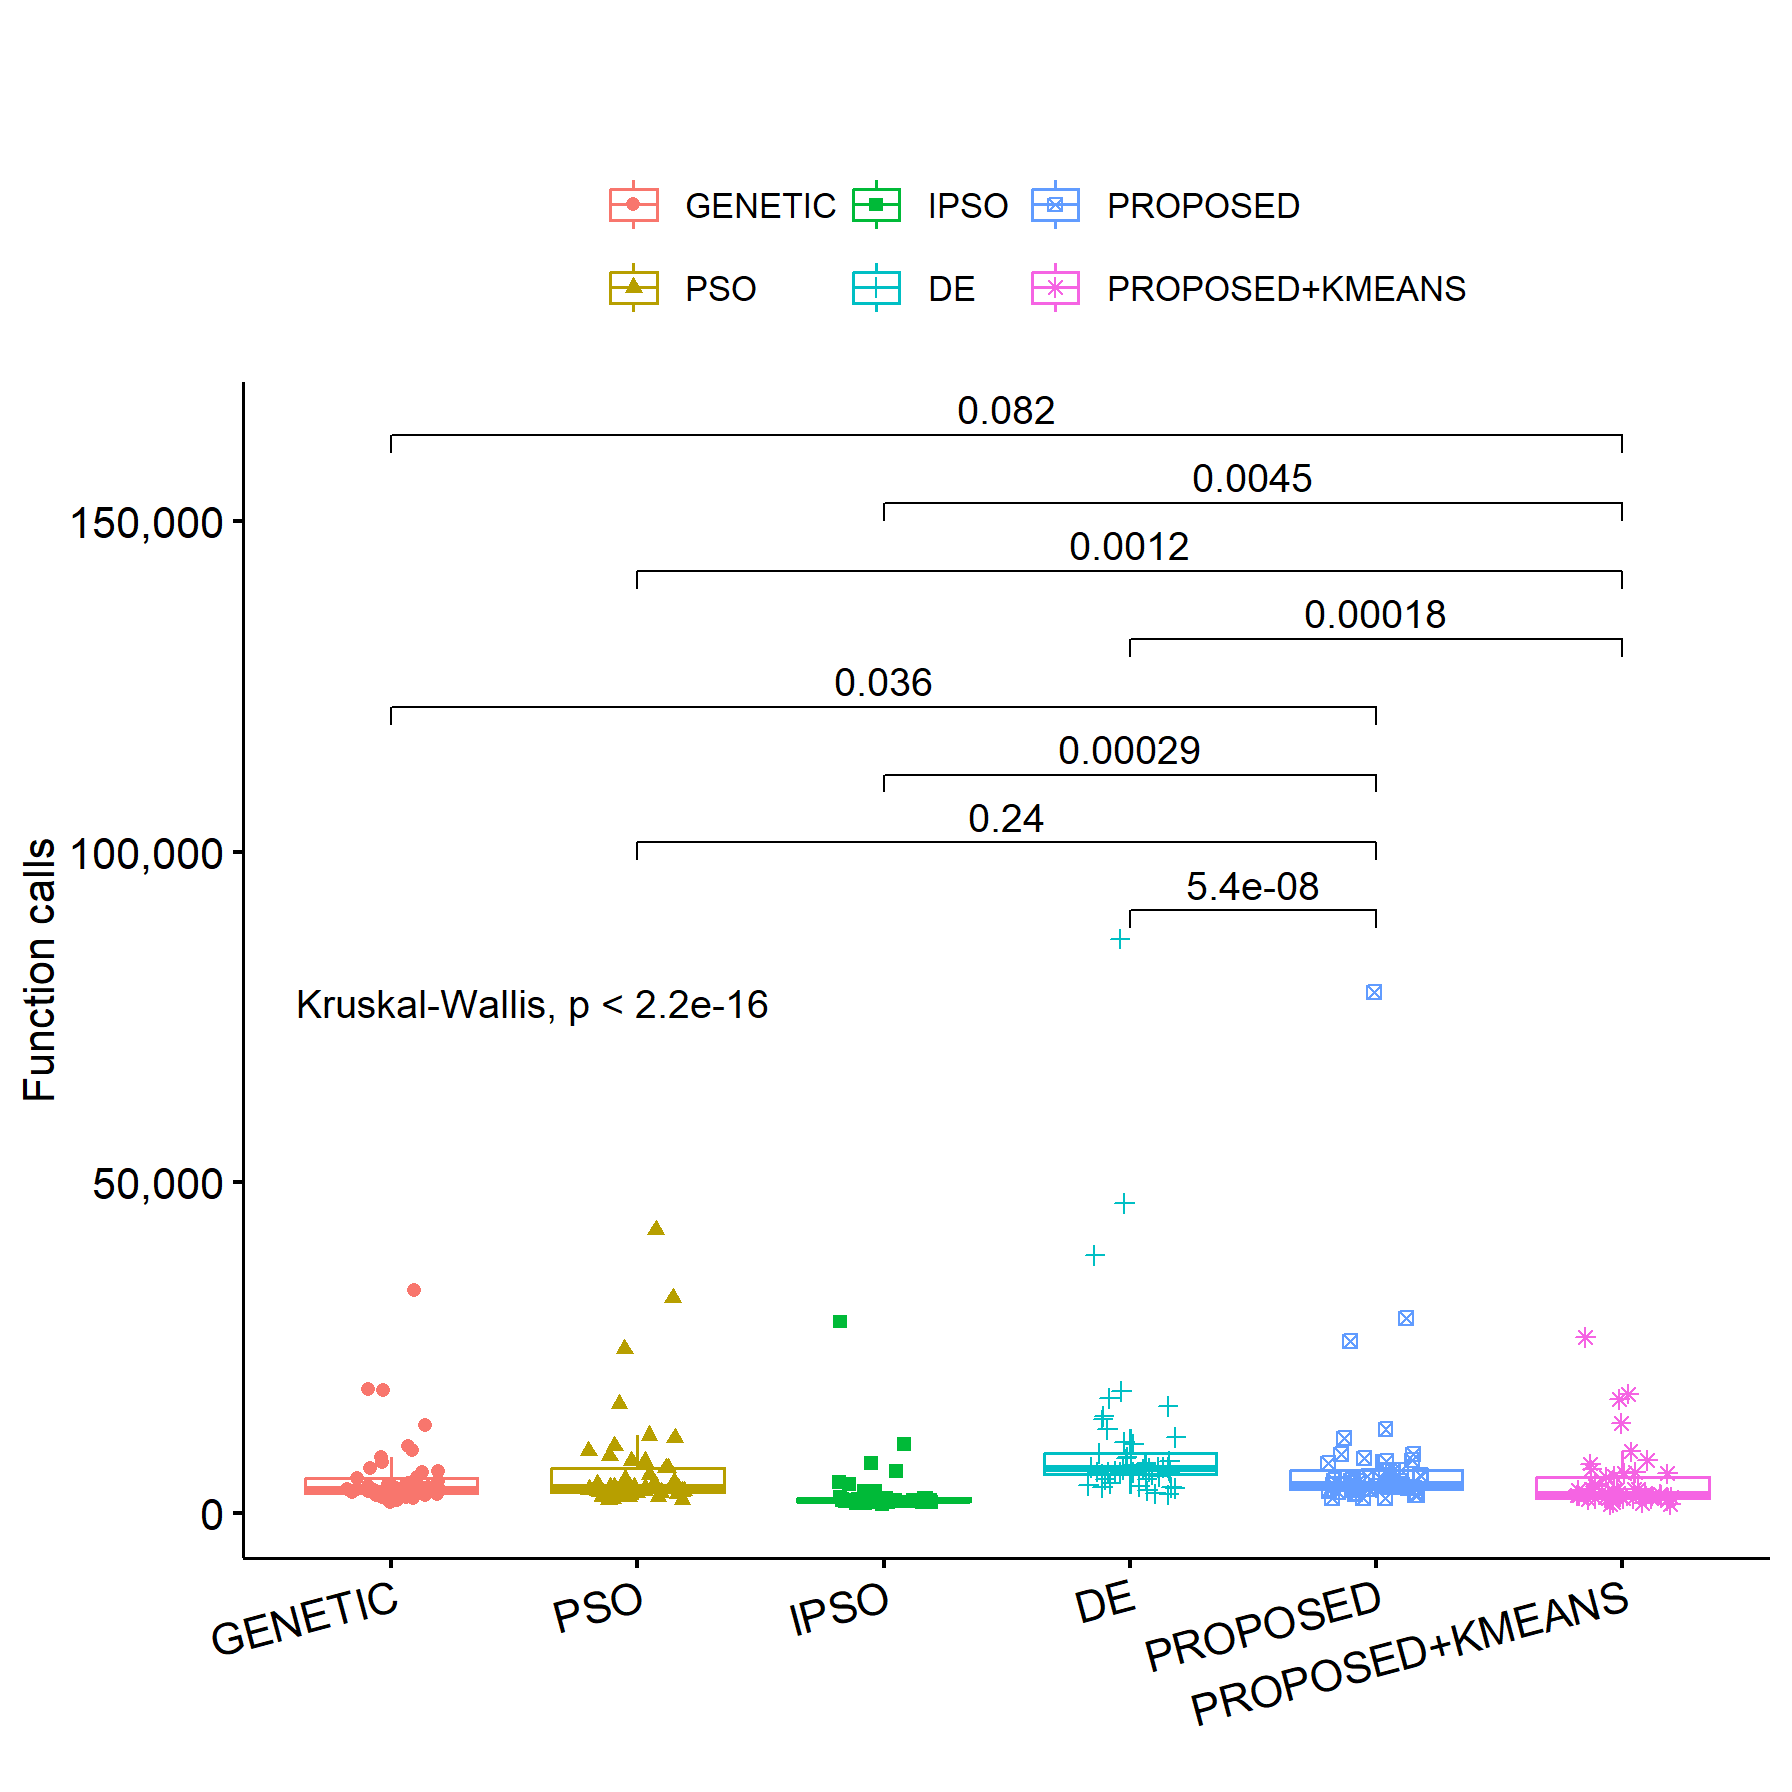 GENETIC IPSO PROPOSED
PSO DE PROPOSED+KMEANS
0.082
0.0045
150,000
0.0012
0.00018
0.036
0.00029
0.24
100,000
5.4e-08
Function calls
Kruskal-Wallis, p < 2.2e-16
50,000
0
GENETIC PSO IPSO DE PROPOSED PROPOSED+KMEANS